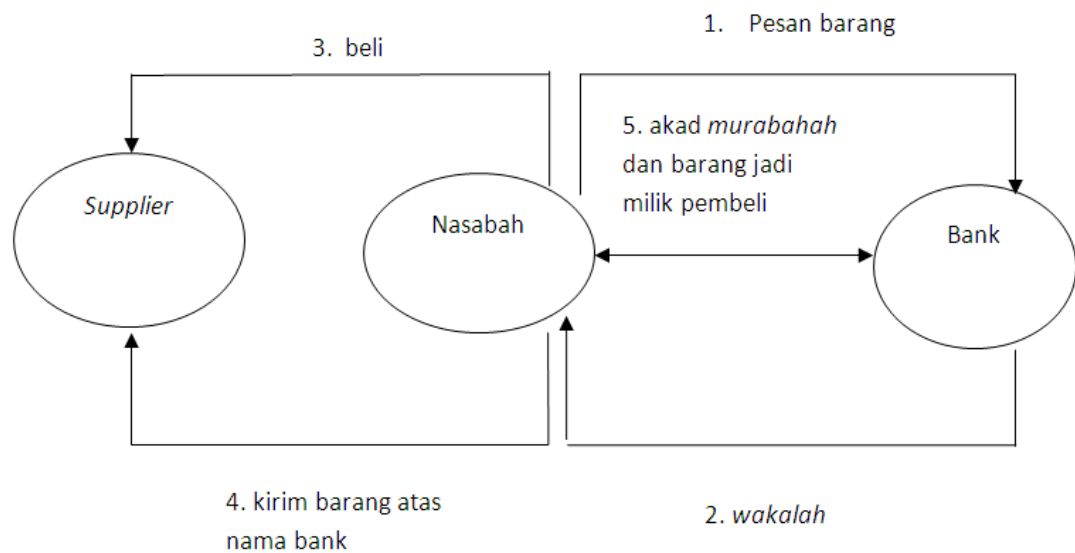 1. Pesan barang
3. beli
5. akad murabahah
dan barang jadi
milik pembeli
Supplier
Nasabah
Bank
4. kirim barang atas
nama bank
2. wakalah